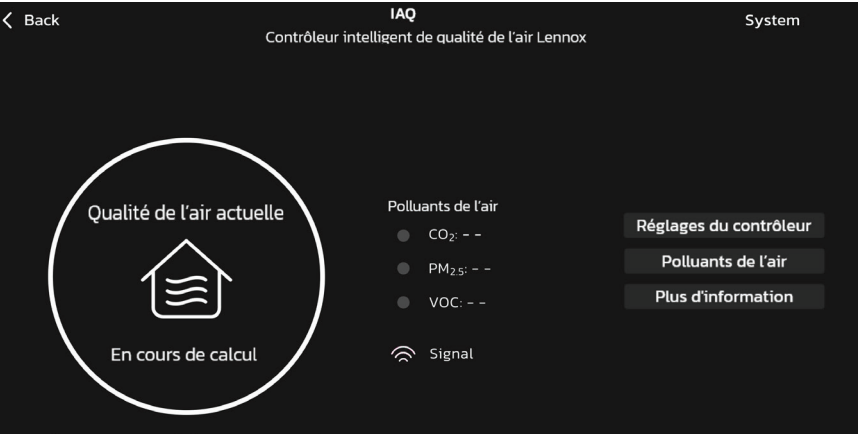 Back
IAQ
System
Contrôleur intelligent de qualité de l'air Lennox
Qualité de l'air actuelle
En cours de calcul
Polluants de l'air
CO₂: - -
PM₂.₅: - -
VOC: - -
Signal
Réglages du contrôleur
Polluants de l'air
Plus d'information